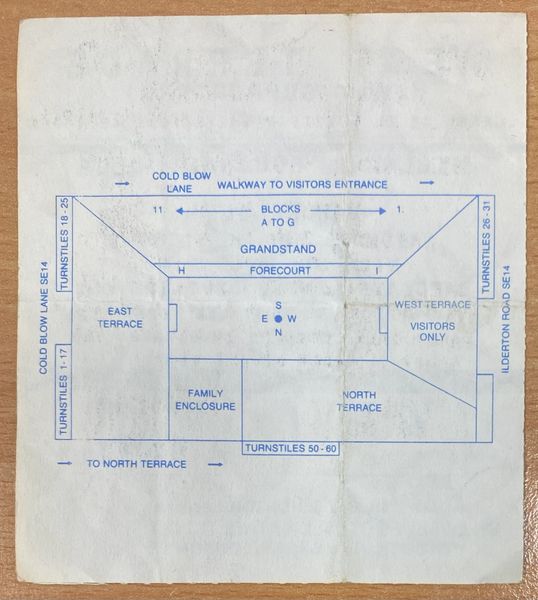 COLD BLOW
LANE
WALKWAY TO VISITORS ENTRANCE
11. BLOCKS 1.
A TO G
GRANDSTAND
H FORECOURT I
TURNSTILES 18 - 25
TURNSTILES 26 - 31
COLD BLOW LANE SE14
ILDERTON ROAD SE14
EAST
TERRACE
S
E W
N
WEST TERRACE
VISITORS
ONLY
TURNSTILES 1-17
FAMILY
ENCLOSURE
NORTH
TERRACE
TURNSTILES 50 - 60
TO NORTH TERRACE